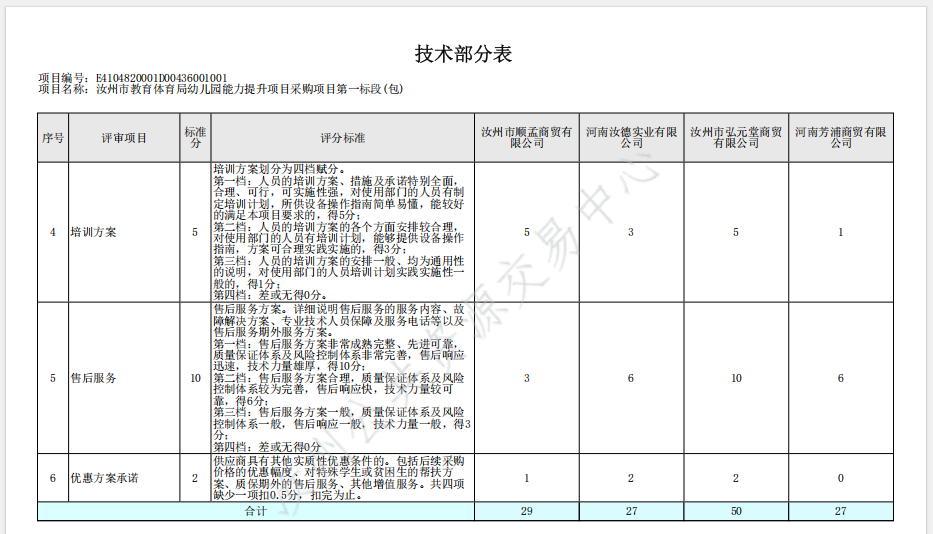 技术部分表
项目编号：E4104820001D00436001001
项目名称：汝州市教育体育局幼儿园能力提升项目采购项目第一标段(包)
序号 评审项目 标准分 评分标准 汝州市顺孟商贸有限公司 河南汝德实业有限公司 汝州市弘元堂商贸有限公司 河南芳浦商贸有限公司
4 培训方案 5
培训方案划分为四档赋分。
第一档：人员的培训方案、措施及承诺特别全面，
合理、可行，可实施性强，对使用部门的人员有制
定培训计划，所供设备操作指南简单易懂，能较好
的满足本项目要求的，得5分；
第二档：人员的培训方案的各个方面安排较合理，
对使用部门的人员有培训计划，能够提供设备操作
指南，方案可合理实践实施的，得3分；
第三档：人员的培训方案的安排一般、均为通用性
的说明，对使用部门的人员培训计划实践实施性一
般的，得1分；
第四档：差或无得0分。
5 3 5 1
5 售后服务 10
售后服务方案。详细说明售后服务的服务内容、故
障解决方案、专业技术人员保障及服务电话等以及
售后服务期外服务方案。
第一档：售后服务方案非常成熟完整、先进可靠，
质量保证体系及风险控制体系非常完善，售后响应
迅速，技术力量雄厚，得10分；
第二档：售后服务方案合理，质量保证体系及风险
控制体系较为完善，售后响应快，技术力量较可
靠，得6分；
第三档：售后服务方案一般，质量保证体系及风险
控制体系一般，售后响应一般，技术力量一般，得3
分；
第四档：差或无得0分
3 6 10 6
6 优惠方案承诺 2
供应商具有其他实质性优惠条件的。包括后续采购
价格的优惠幅度、对特殊学生或贫困生的帮扶方
案、质保期外的售后服务、其他增值服务。共四项
缺少一项扣0.5分，扣完为止。
1 2 2 0
合计 29 27 50 27
汝州公共资源交易中心